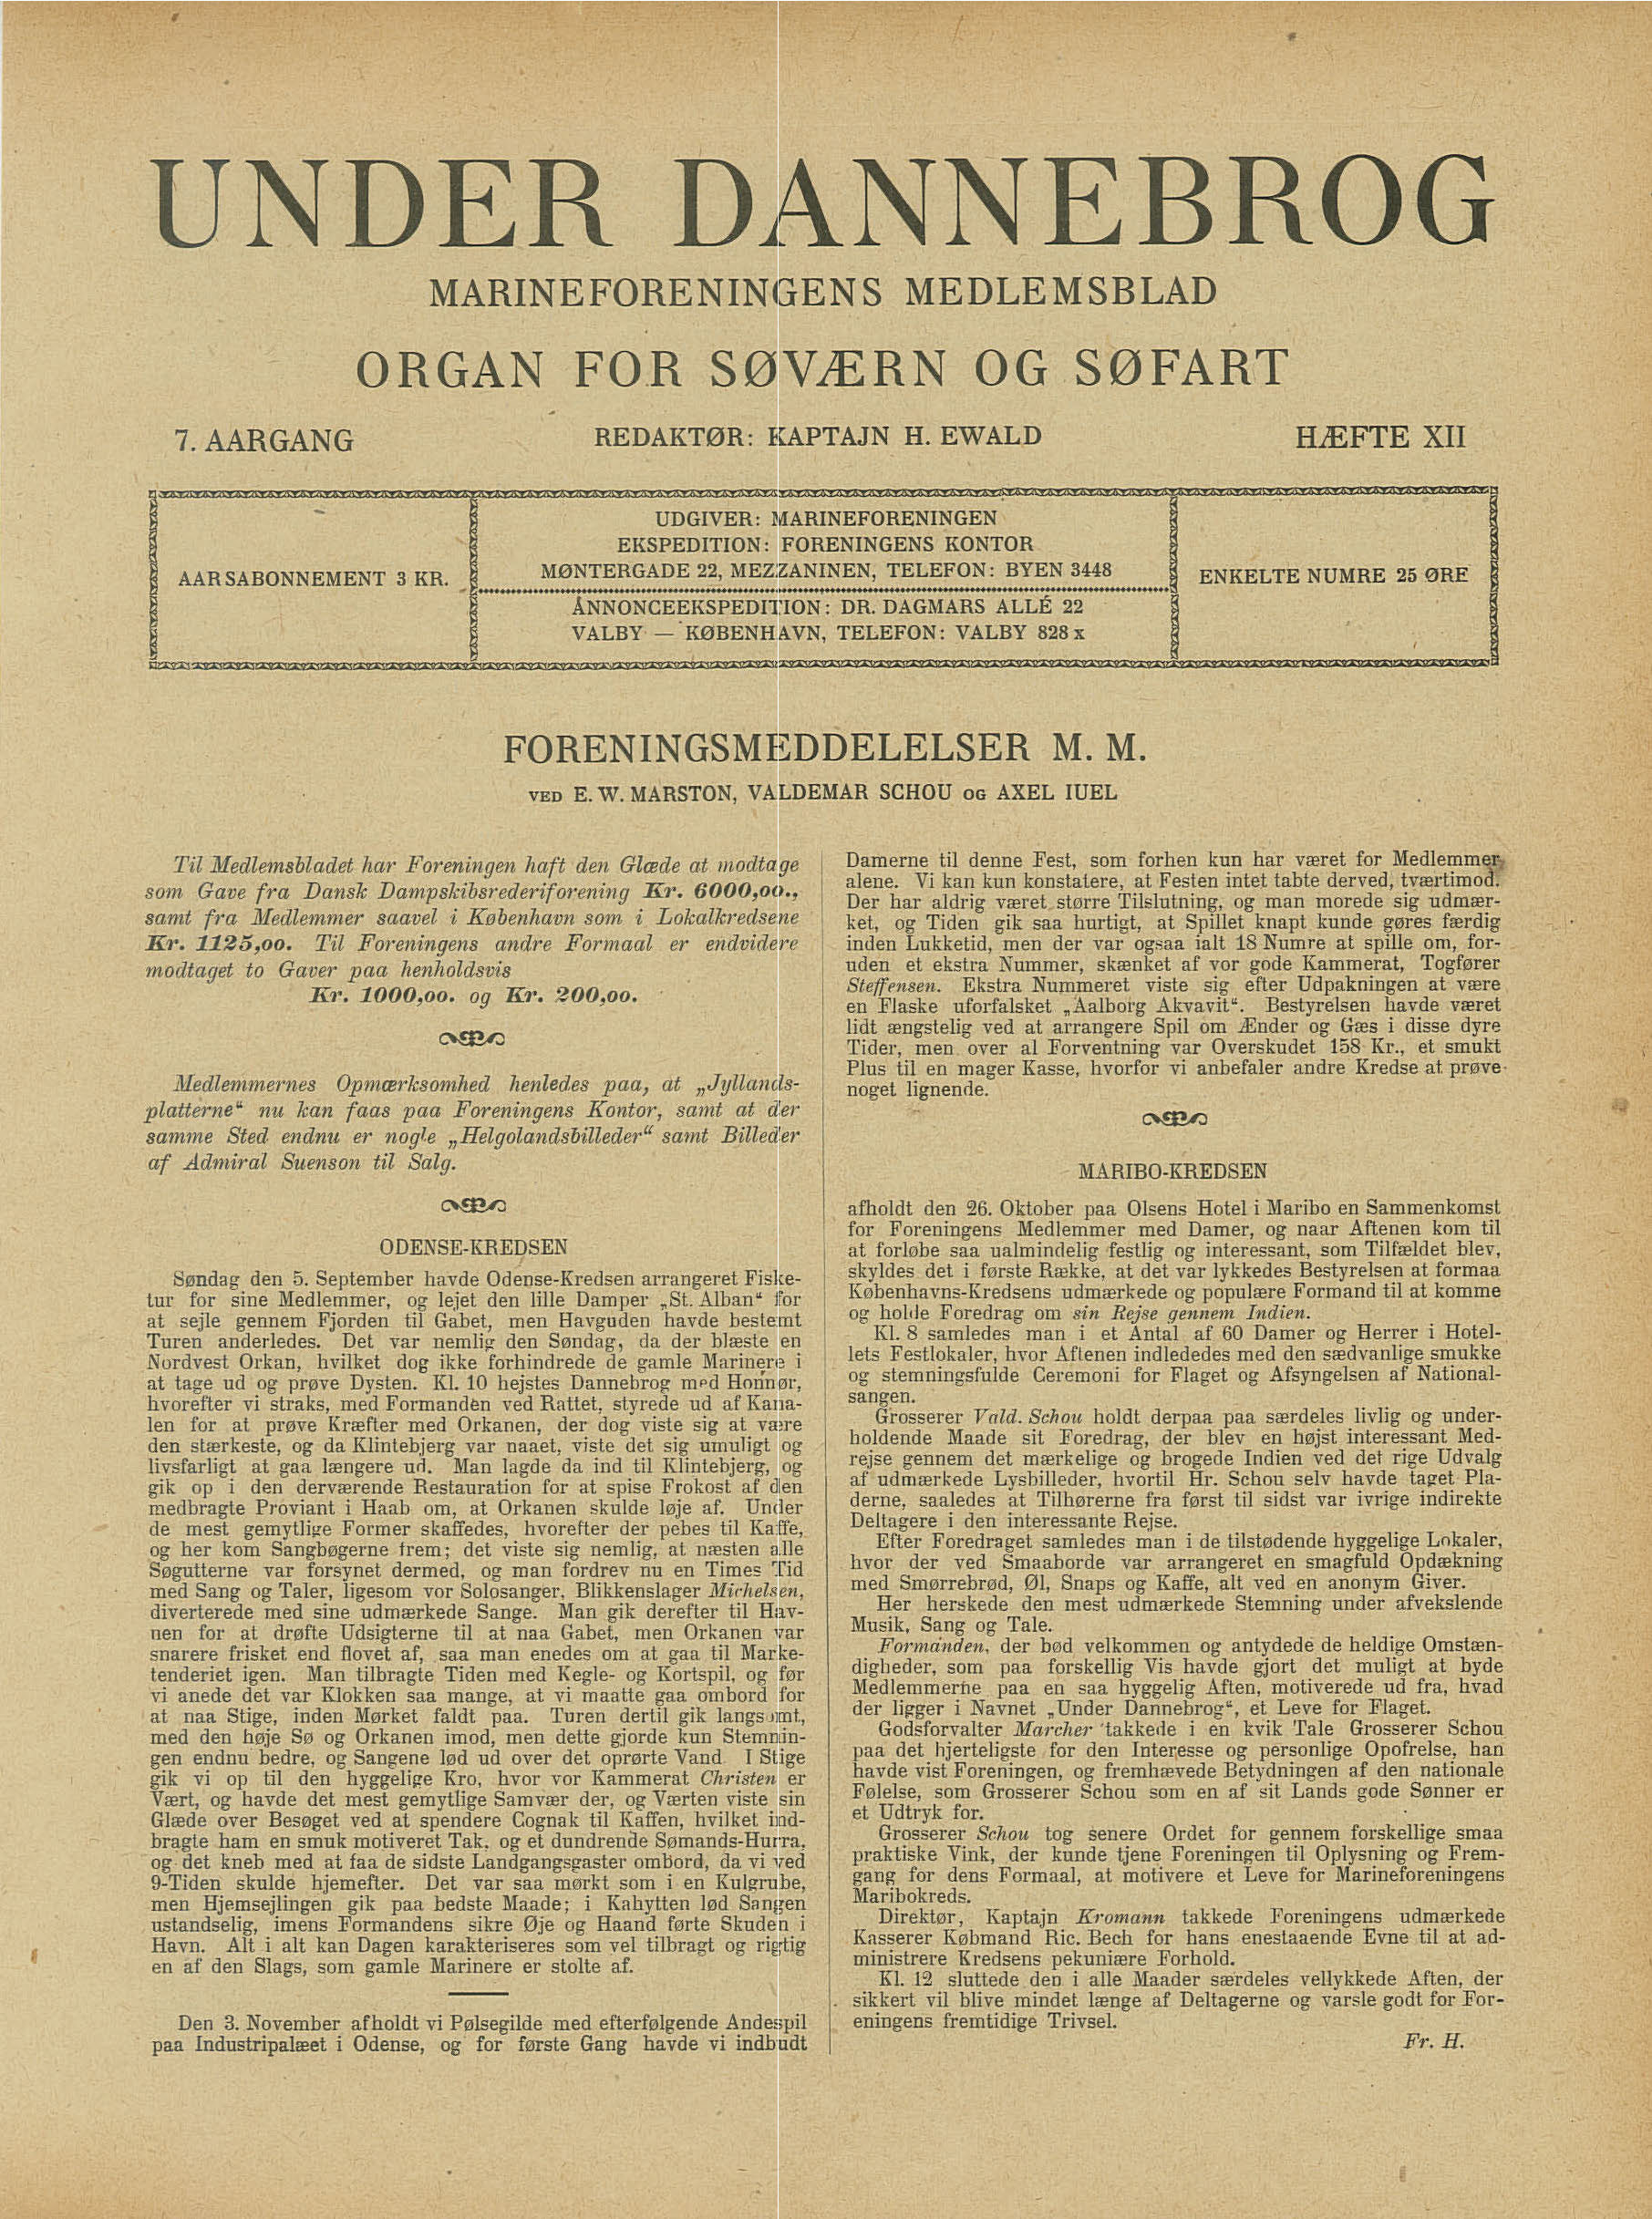 UNDER DANNEBROG
MARINEFORENINGENS MEDLEMSBLAD
ORGAN FOR SØVÆRN OG SØFART
7. AARGANG
REDAKTØR: KAPTAJN H. EWALD
HÆFTE XII
AARSABONNEMENT 3 KR.
UDGIVER: MARINEFORENINGEN
EKSPEDITION: FORENINGENS KONTOR
MØNTERGADE 22, MEZZANINEN, TELEFON: BYEN 3448
ANNONCEEKSPEDITION: DR. DAGMARS ALLÉ 22
VALBY — KØBENHAVN, TELEFON: VALBY 828 x
ENKELTE NUMRE 25 ØRE
FORENINGSMEDDELELSER M. M.
VED E. W. MARSTON, VALDEMAR SCHOU OG AXEL IUEL
Til Medlemsbladet har Foreningen haft den Glæde at modtage
som Gave fra Dansk Dampskibsrederiforening Kr. 6000,00.,
samt fra Medlemmer saavel i København som i Lokalkredsene
Kr. 1125,00. Til Foreningens andre Formaal er endvidere
modtaget to Gaver paa henholdsvis
Kr. 1000,00. og Kr. 200,00.
Medlemmernes Opmærksomhed henledes paa, at „Jyllands-
platterne“ nu kan faas paa Foreningens Kontor, samt at der
samme Sted endnu er nogle „Helgolandsbilleder“ samt Billeder
af Admiral Suenson til Salg.
ODENSE-KREDSEN
Søndag den 5. September havde Odense-Kredsen arrangeret Fiske-
tur for sine Medlemmer, og lejet den lille Damper „St. Alban“ for
at sejle gennem Fjorden til Gabet, men Havguden havde bestemt
Turen anderledes. Det var nemlig den Søndag, da der blæste en
Nordvest Orkan, hvilket dog ikke forhindrede de gamle Marinere i
at tage ud og prøve Dysten. Kl. 10 hejstes Dannebrog med Honnør,
hvorefter vi straks, med Formanden ved Rattet, styrede ud af Kana-
len for at prøve Kræfter med Orkanen, der dog viste sig at være
den stærkeste, og da Klintebjerg var naaet, viste det sig umuligt og
livsfarligt at gaa længere ud. Man lagde da ind til Klintebjerg, og
gik op i den derværende Restauration for at spise Frokost af den
medbragte Proviant i Haab om, at Orkanen skulde løje af. Under
de mest gemytlige Former skaffedes, hvorefter der pebes til Kaffe,
og her kom Sangbøgerne frem; det viste sig nemlig, at næsten alle
Søgutterne var forsynet dermed, og man fordrev nu en Times Tid
med Sang og Taler, ligesom vor Solosanger, Blikkenslager Michelsen,
diverterede med sine udmærkede Sange. Man gik derefter til Hav-
nen for at drøfte Udsigterne til at naa Gabet, men Orkanen var
snarere frisket end flovet af, saa man enedes om at gaa til Marke-
tenderiet igen. Man tilbragte Tiden med Kegle- og Kortspil, og før
vi anede det var Klokken saa mange, at vi maatte gaa ombord for
at naa Stige, inden Mørket faldt paa. Turen dertil gik langsomt,
med den høje Sø og Orkanen imod, men dette gjorde kun Stemnin-
gen endnu bedre, og Sangene lød ud over det oprørte Vand. I Stige
gik vi op til den hyggelige Kro, hvor vor Kammerat Christen er
Vært, og havde det mest gemytlige Samvær der, og Værten viste sin
Glæde over Besøget ved at spendere Cognak til Kaffen, hvilket ind-
bragte ham en smuk motiveret Tak, og et dundrende Sømands-Hurra,
og det kneb med at faa de sidste Landgangsgaster ombord, da vi ved
9-Tiden skulde hjemefter. Det var saa mørkt som i en Kulgrube,
men Hjemsejlingen gik paa bedste Maade; i Kahytten lød Sangen
ustandselig, imens Formandens sikre Øje og Haand førte Skuden i
Havn. Alt i alt kan Dagen karakteriseres som vel tilbragt og rigtig
en af den Slags, som gamle Marinere er stolte af.
Den 3. November afholdt vi Pølsegilde med efterfølgende Andespil
paa Industripalæet i Odense, og for første Gang havde vi indbudt
Damerne til denne Fest, som forhen kun har været for Medlemmer
alene. Vi kan kun konstatere, at Festen intet tabte derved, tværtimod.
Der har aldrig været større Tilslutning, og man morede sig udmær-
ket, og Tiden gik saa hurtigt, at Spillet knapt kunde gøres færdig
inden Lukketid, men der var ogsaa ialt 18 Numre at spille om, for-
uden et ekstra Nummer, skænket af vor gode Kammerat, Togfører
Steffensen. Ekstra Nummeret viste sig efter Udpakningen at være
en Flaske uforfalsket „Aalborg Akvavit“. Bestyrelsen havde været
lidt ængstelig ved at arrangere Spil om Ænder og Gæs i disse dyre
Tider, men over al Forventning var Overskudet 158 Kr., et smukt
Plus til en mager Kasse, hvorfor vi anbefaler andre Kredse at prøve
noget lignende.
MARIBO-KREDSEN
afholdt den 26. Oktober paa Olsens Hotel i Maribo en Sammenkomst
for Foreningens Medlemmer med Damer, og naar Aftenen kom til
at forløbe saa ualmindelig festlig og interessant, som Tilfældet blev,
skyldes det i første Række, at det var lykkedes Bestyrelsen at formaa
Københavns-Kredsens udmærkede og populære Formand til at komme
og holde Foredrag om sin Rejse gennem Indien.
Kl. 8 samledes man i et Antal af 60 Damer og Herrer i Hotel-
lets Festlokaler, hvor Aftenen indlededes med den sædvanlige smukke
og stemningsfulde Ceremoni for Flaget og Afsyngelsen af National-
sangen.
Grosserer Vald. Schou holdt derpaa paa særdeles livlig og under-
holdende Maade sit Foredrag, der blev en højst interessant Med-
rejse gennem det mærkelige og brogede Indien ved det rige Udvalg
af udmærkede Lysbilleder, hvortil Hr. Schou selv havde taget Pla-
derne, saaledes at Tilhørerne fra først til sidst var ivrige indirekte
Deltagere i den interessante Rejse.
Efter Foredraget samledes man i de tilstødende hyggelige Lokaler,
hvor der ved Smaaborde var arrangeret en smagfuld Opdækning
med Smørrebrød, Øl, Snaps og Kaffe, alt ved en anonym Giver.
Her herskede den mest udmærkede Stemning under afvekslende
Musik, Sang og Tale.
Formanden, der bød velkommen og antydede de heldige Omstæn-
digheder, som paa forskellig Vis havde gjort det muligt at byde
Medlemmerne paa en saa hyggelig Aften, motiverede ud fra, hvad
der ligger i Navnet „Under Dannebrog“, et Leve for Flaget.
Godsforvalter Marcher takkede i en kvik Tale Grosserer Schou
paa det hjerteligste for den Interesse og personlige Opofrelse, han
havde vist Foreningen, og fremhævede Betydningen af den nationale
Følelse, som Grosserer Schou som en af sit Lands gode Sønner er
et Udtryk for.
Grosserer Schou tog senere Ordet for gennem forskellige smaa
praktiske Vink, der kunde tjene Foreningen til Oplysning og Frem-
gang for dens Formaal, at motivere et Leve for Marineforeningens
Maribokreds.
Direktør, Kaptajn Kromann takkede Foreningens udmærkede
Kasserer Købmand Ric. Bech for hans enestaaende Evne til at ad-
ministrere Kredsens pekuniære Forhold.
Kl. 12 sluttede den i alle Maader særdeles vellykkede Aften, der
sikkert vil blive mindet længe af Deltagerne og varsle godt for For-
eningens fremtidige Trivsel.
Fr. H.